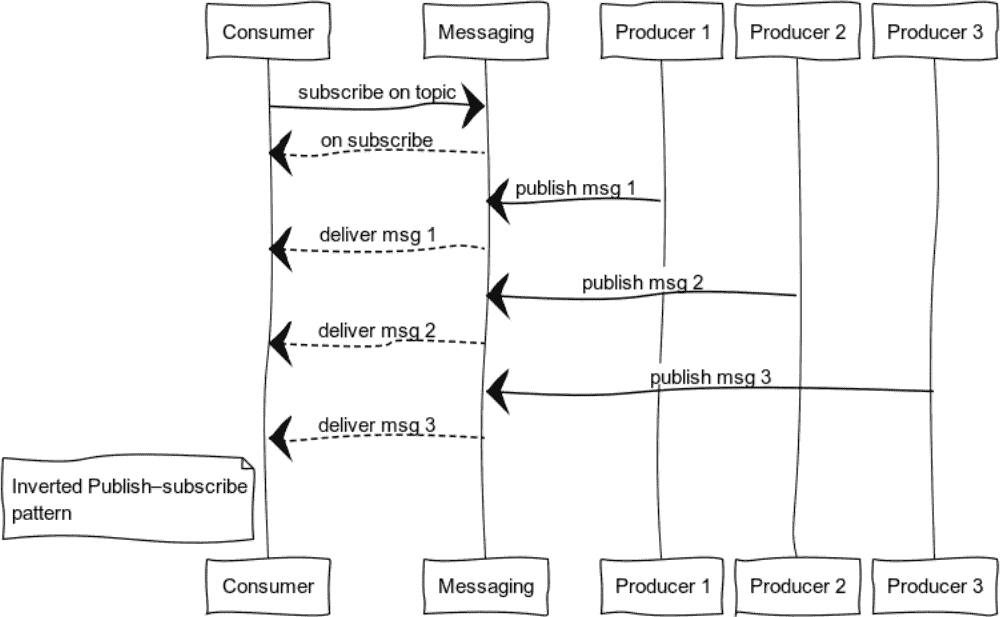 Consumer
Messaging
Producer 1
Producer 2
Producer 3
subscribe on topic
on subscribe
publish msg 1
deliver msg 1
publish msg 2
deliver msg 2
publish msg 3
deliver msg 3
Inverted Publish–subscribe
pattern
Consumer
Messaging
Producer 1
Producer 2
Producer 3